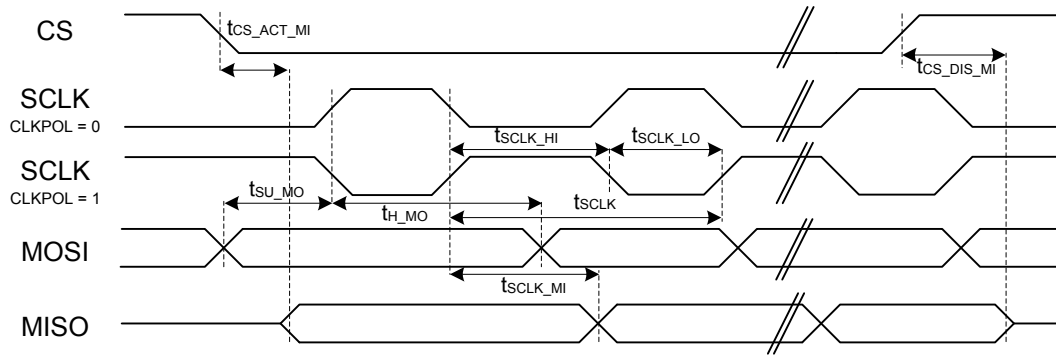 CS
tCS_ACT_MI
tCS_DIS_MI
SCLK
CLKPOL = 0
tSCLK_HI
tSCLK_LO
SCLK
CLKPOL = 1
tSU_MO
tH_MO
tSCLK
MOSI
tSCLK_MI
MISO